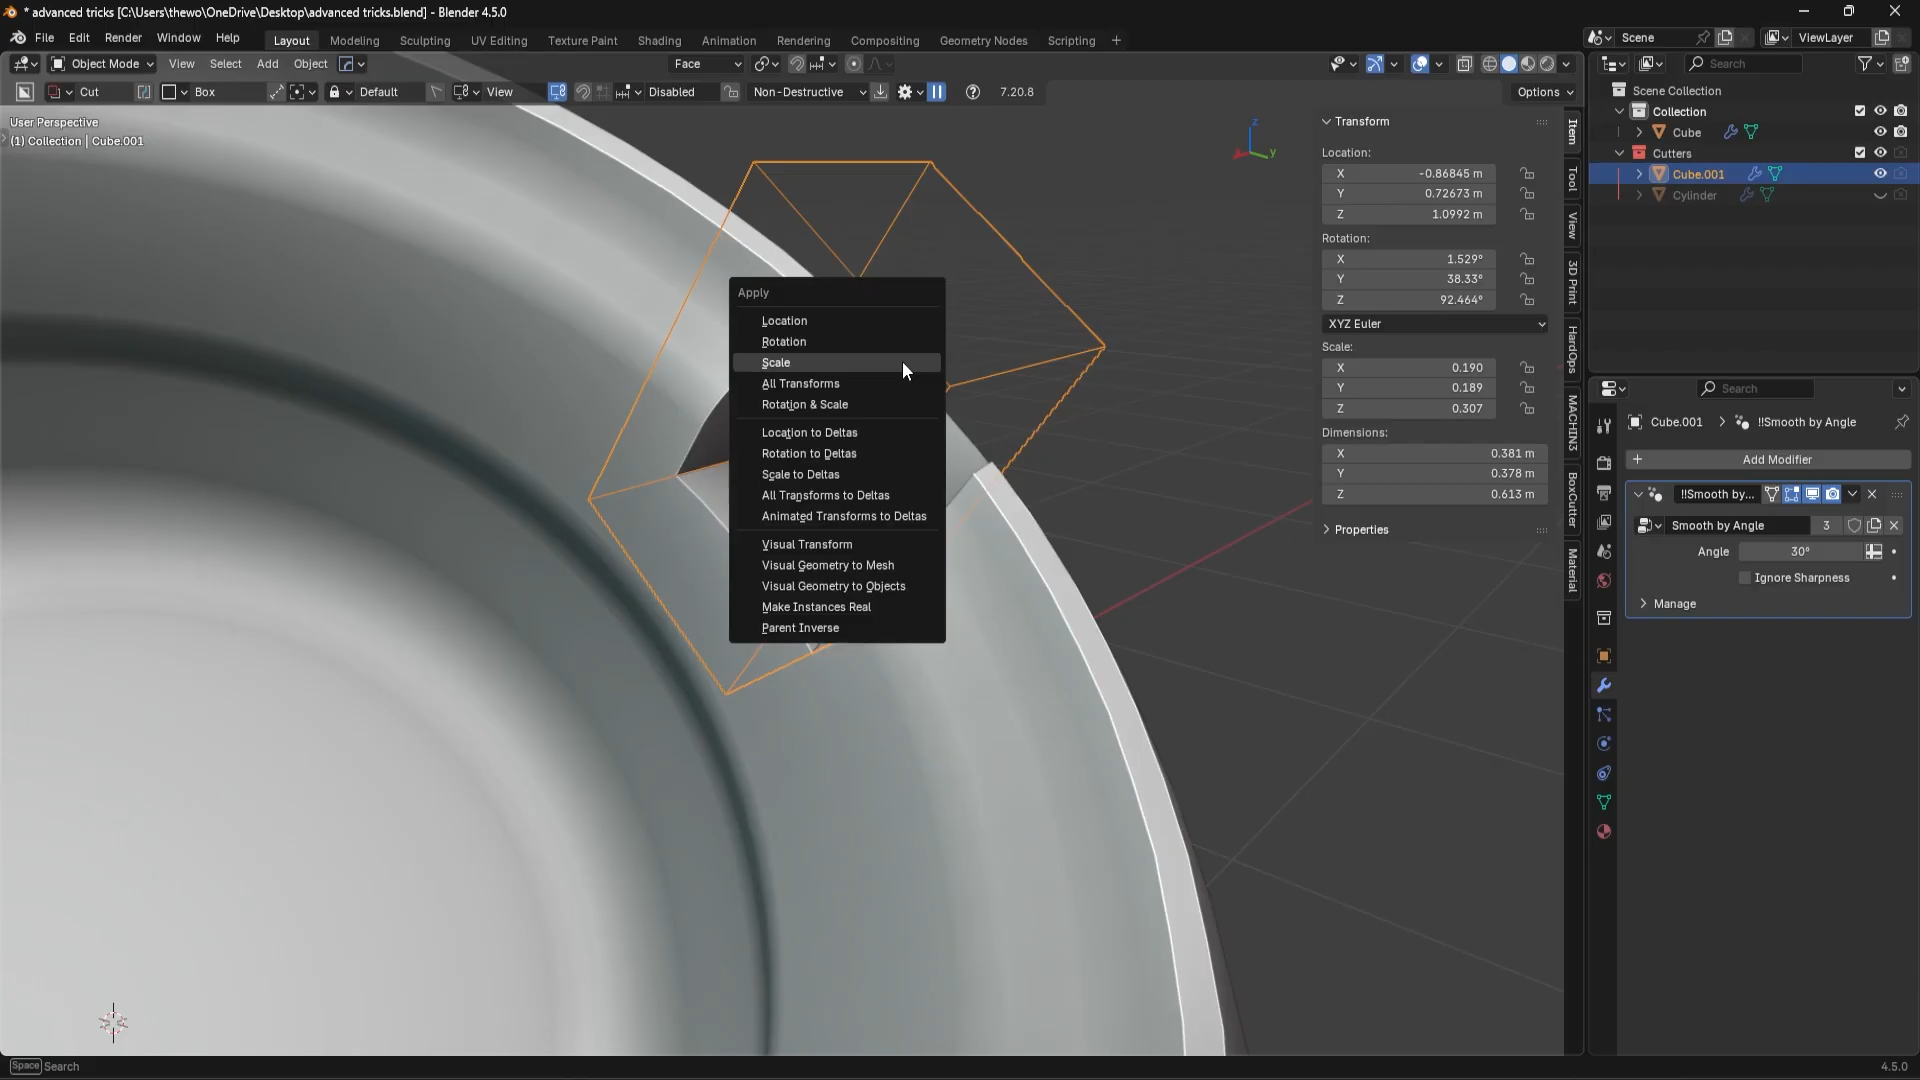 * advanced tricks [C:\Users\thewo\OneDrive\Desktop\advanced tricks.blend] - Blender 4.5.0
File Edit Render Window Help Layout Modeling Sculpting UV Editing Texture Paint Shading Animation Rendering Compositing Geometry Nodes Scripting + Scene ViewLayer
Object Mode View Select Add Object Face Search
Cut Box Default View Disabled Non-Destructive 7.20.8 Options
User Perspective
(1) Collection | Cube.001
Z
Y
Apply
Location
Rotation
Scale
All Transforms
Rotation & Scale
Location to Deltas
Rotation to Deltas
Scale to Deltas
All Transforms to Deltas
Animated Transforms to Deltas
Visual Transform
Visual Geometry to Mesh
Visual Geometry to Objects
Make Instances Real
Parent Inverse
Transform
Location:
X -0.86845 m
Y 0.72673 m
Z 1.0992 m
Rotation:
X 1.529°
Y 38.33°
Z 92.464°
XYZ Euler
Scale:
X 0.190
Y 0.189
Z 0.307
Dimensions:
X 0.381 m
Y 0.378 m
Z 0.613 m
Properties
Item
Tool
View
3D Print
HardOps
MACHIN3
BoxCutter
Material
Scene Collection
Collection
Cube
Cutters
Cube.001
Cylinder
Search
Cube.001 > !!Smooth by Angle
+ Add Modifier
!!Smooth by...
Smooth by Angle 3
Angle 30°
Ignore Sharpness
Manage
Space Search
4.5.0